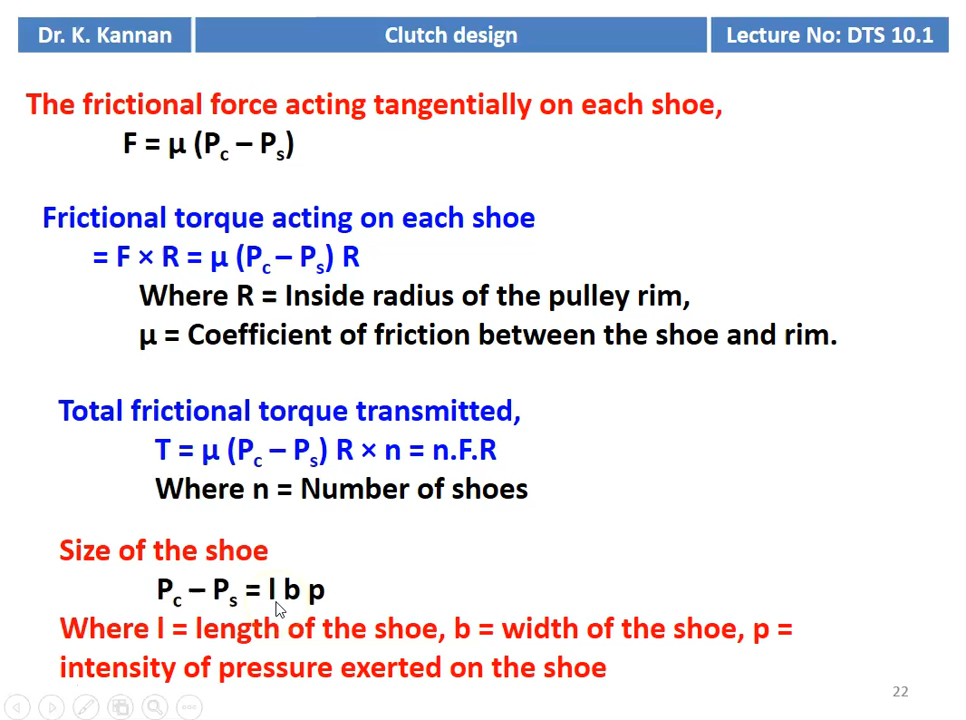 Dr. K. Kannan
Clutch design
Lecture No: DTS 10.1
The frictional force acting tangentially on each shoe,
F = μ (Pc – Ps)
Frictional torque acting on each shoe
= F × R = μ (Pc – Ps) R
Where R = Inside radius of the pulley rim,
μ = Coefficient of friction between the shoe and rim.
Total frictional torque transmitted,
T = μ (Pc – Ps) R × n = n.F.R
Where n = Number of shoes
Size of the shoe
Pc – Ps = l b p
Where l = length of the shoe, b = width of the shoe, p =
intensity of pressure exerted on the shoe
22